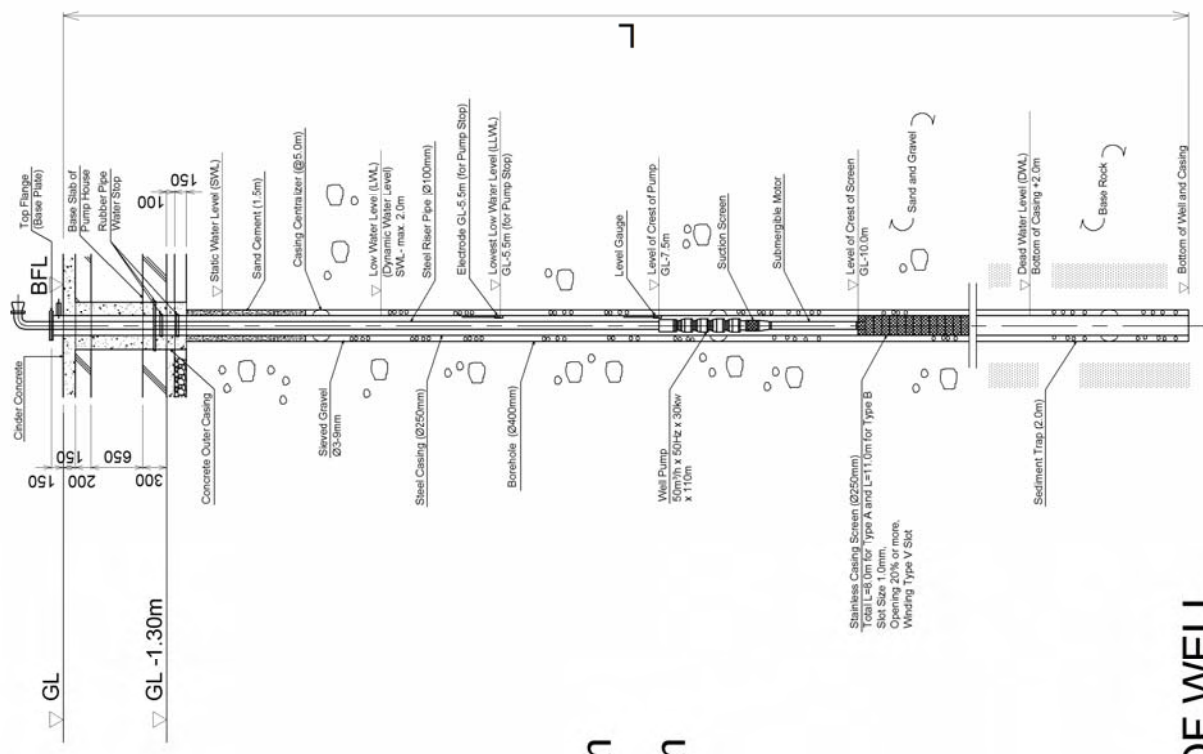 L
Top Flange
(Base Plate)
BFL
Base Slab of
Pump House
Rubber Pipe
Water Stop
100
150
Static Water Level (SWL)
Sand Cement (1.5m)
Casing Centralizer (@5.0m)
Low Water Level (LWL)
(Dynamic Water Level)
SWL- max. 2.0m
Steel Riser Pipe (Ø100mm)
Electrode GL-5.5m (for Pump Stop)
Lowest Low Water Level (LLWL)
GL-5.5m (for Pump Stop)
Level Gauge
Level of Crest of Pump
GL-7.5m
Suction Screen
Submergible Motor
Level of Crest of Screen
GL-10.0m
Sand and Gravel
Dead Water Level (DWL)
Bottom of Casing +2.0m
Base Rock
Bottom of Well and Casing
Cinder Concrete
150
150
200
650
300
Concrete Outer Casing
Sieved Gravel
Ø3-9mm
Steel Casing (Ø250mm)
Borehole (Ø400mm)
Well Pump
50m³/h x 50Hz x 30kw
x 110m
Stainless Casing Screen (Ø250mm)
Total L=8.0m for Type A and L=11.0m for Type B
Slot Size 1.0mm,
Opening 20% or more,
Winding Type V Slot
Sediment Trap (2.0m)
GL
GL -1.30m
OF WELL